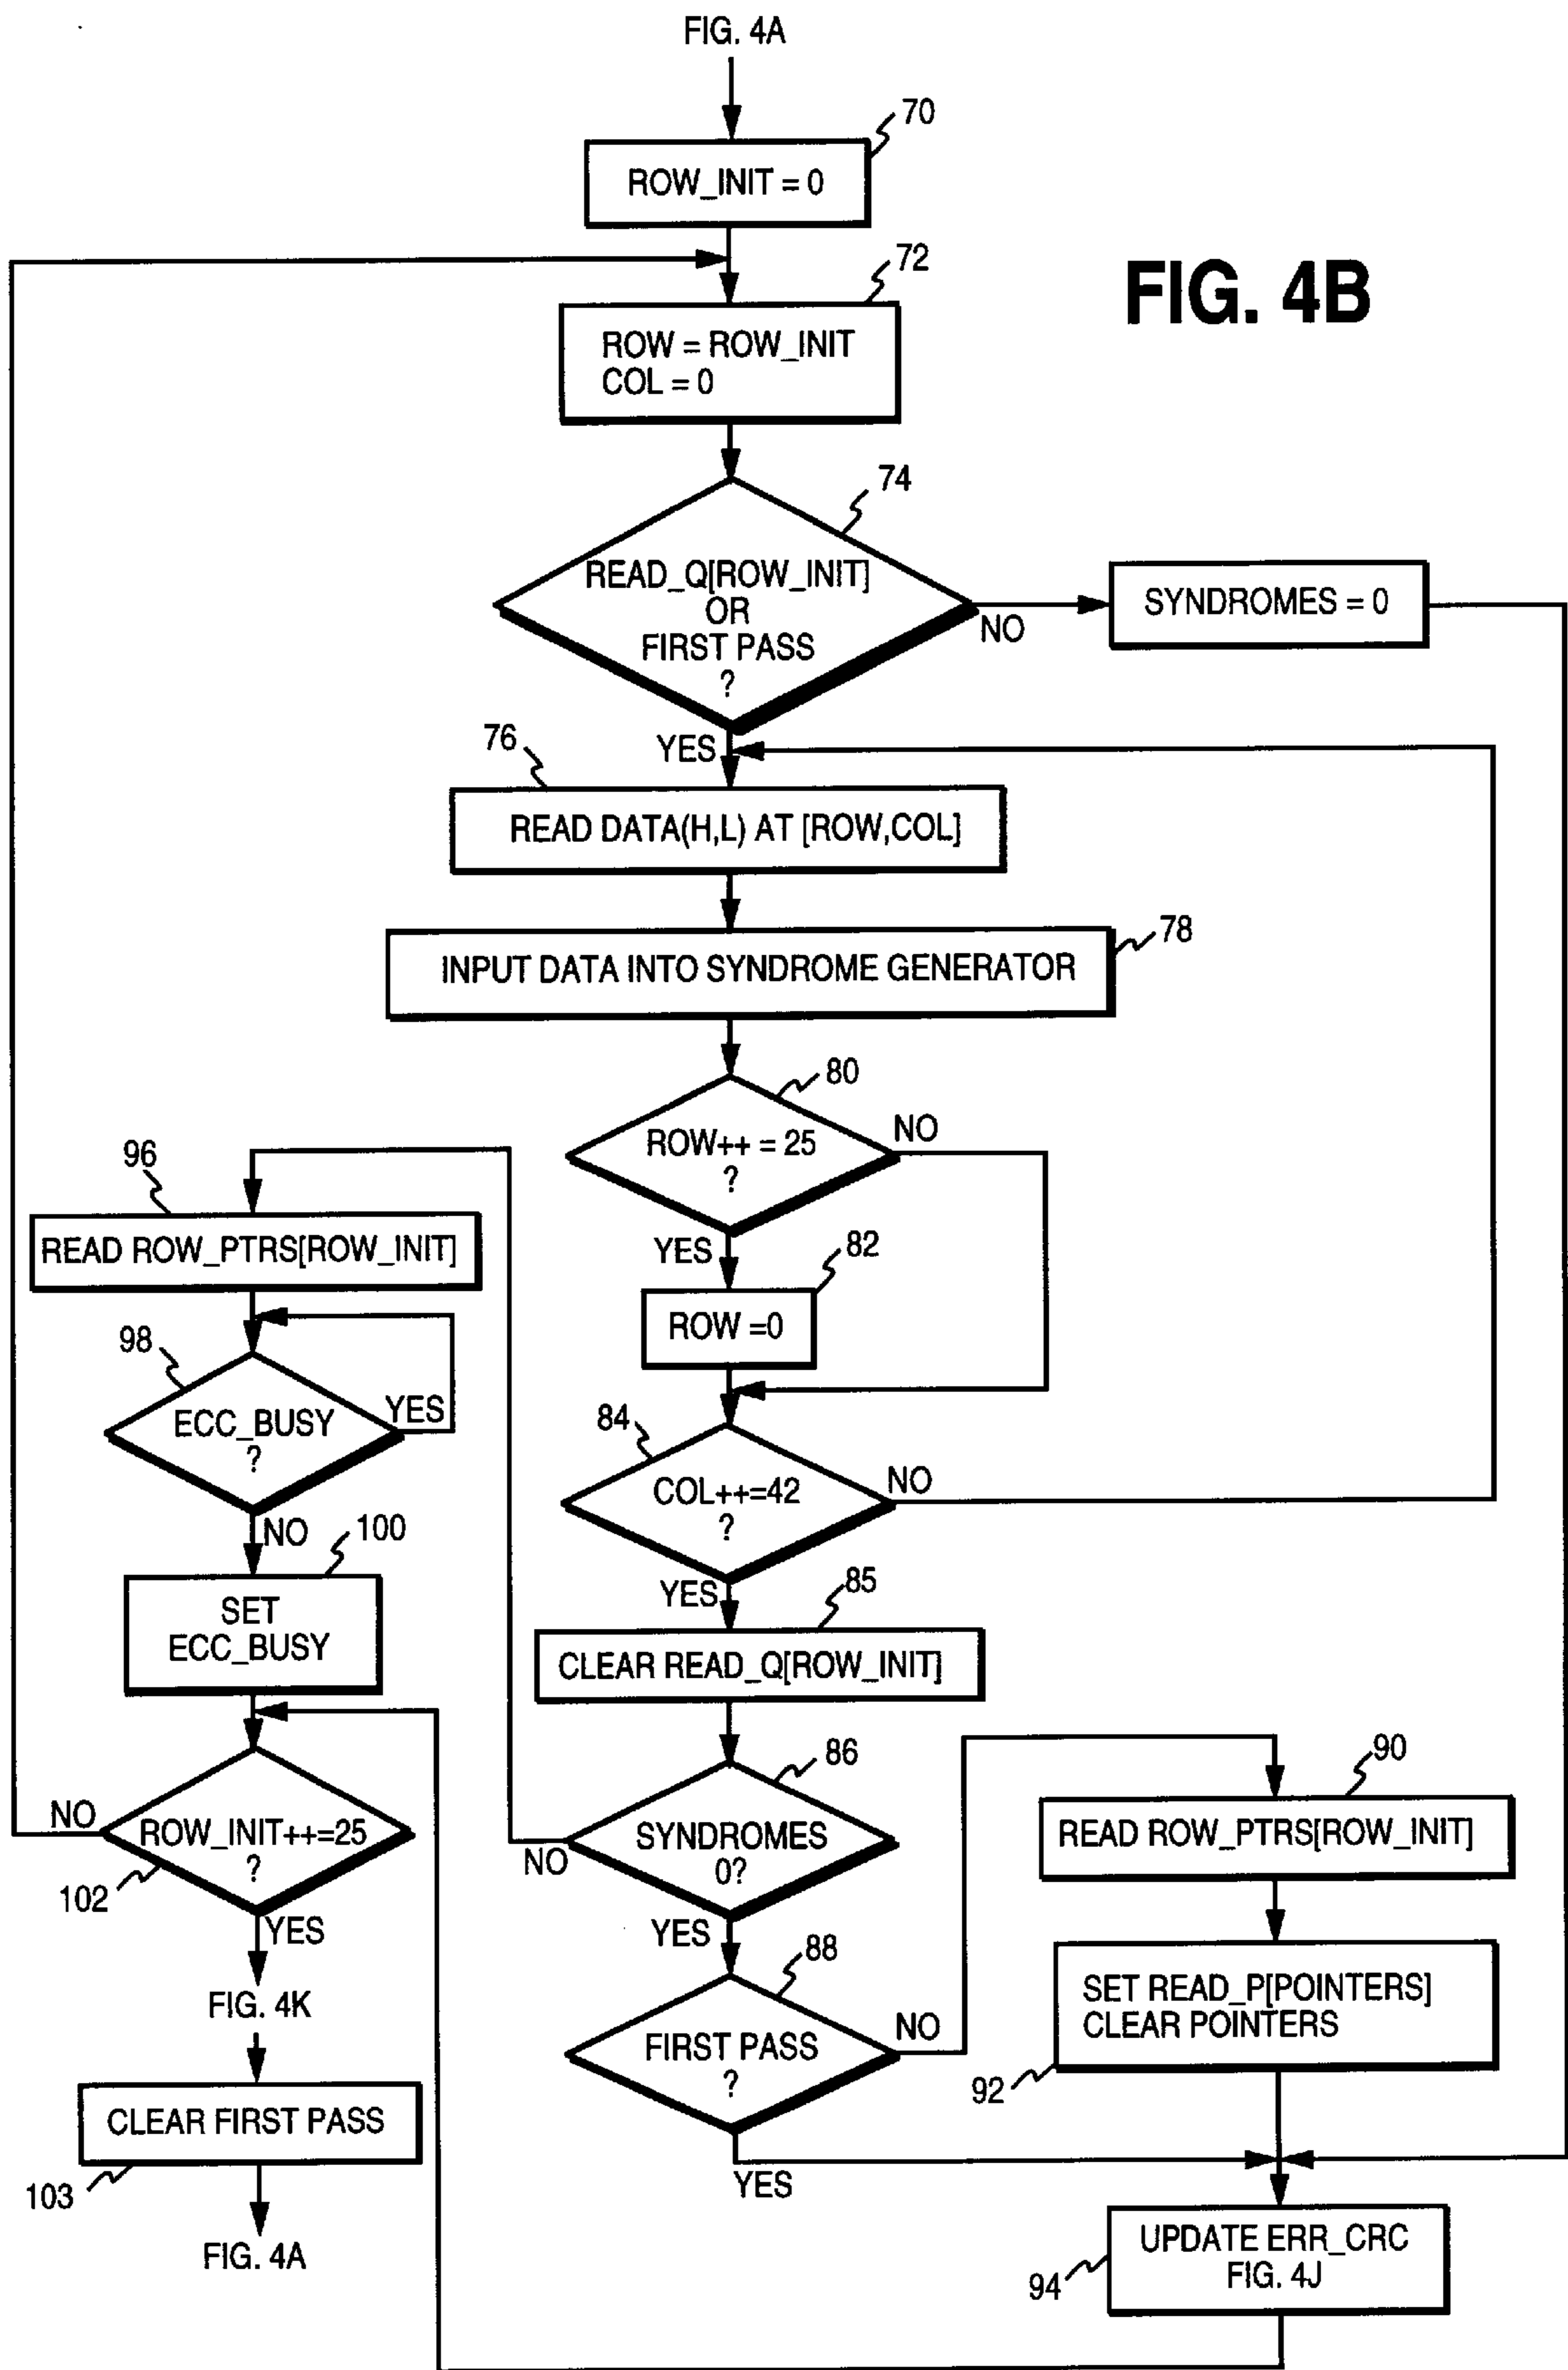 FIG. 4A
70
ROW_INIT = 0
FIG. 4B
72
ROW = ROW_INIT
COL = 0
74
READ_Q[ROW_INIT]
OR
FIRST PASS
?
NO
SYNDROMES = 0
YES
76
READ DATA(H,L) AT [ROW,COL]
78
INPUT DATA INTO SYNDROME GENERATOR
80
ROW++ = 25
?
NO
YES
82
ROW =0
84
COL++=42
?
NO
YES
85
CLEAR READ_Q[ROW_INIT]
86
SYNDROMES
0?
NO
YES
88
FIRST PASS
?
NO
YES
90
READ ROW_PTRS[ROW_INIT]
92
SET READ_P[POINTERS]
CLEAR POINTERS
94
UPDATE ERR_CRC
FIG. 4J
96
READ ROW_PTRS[ROW_INIT]
98
ECC_BUSY
?
YES
NO
100
SET
ECC_BUSY
102
ROW_INIT++=25
?
NO
YES
FIG. 4K
CLEAR FIRST PASS
103
FIG. 4A